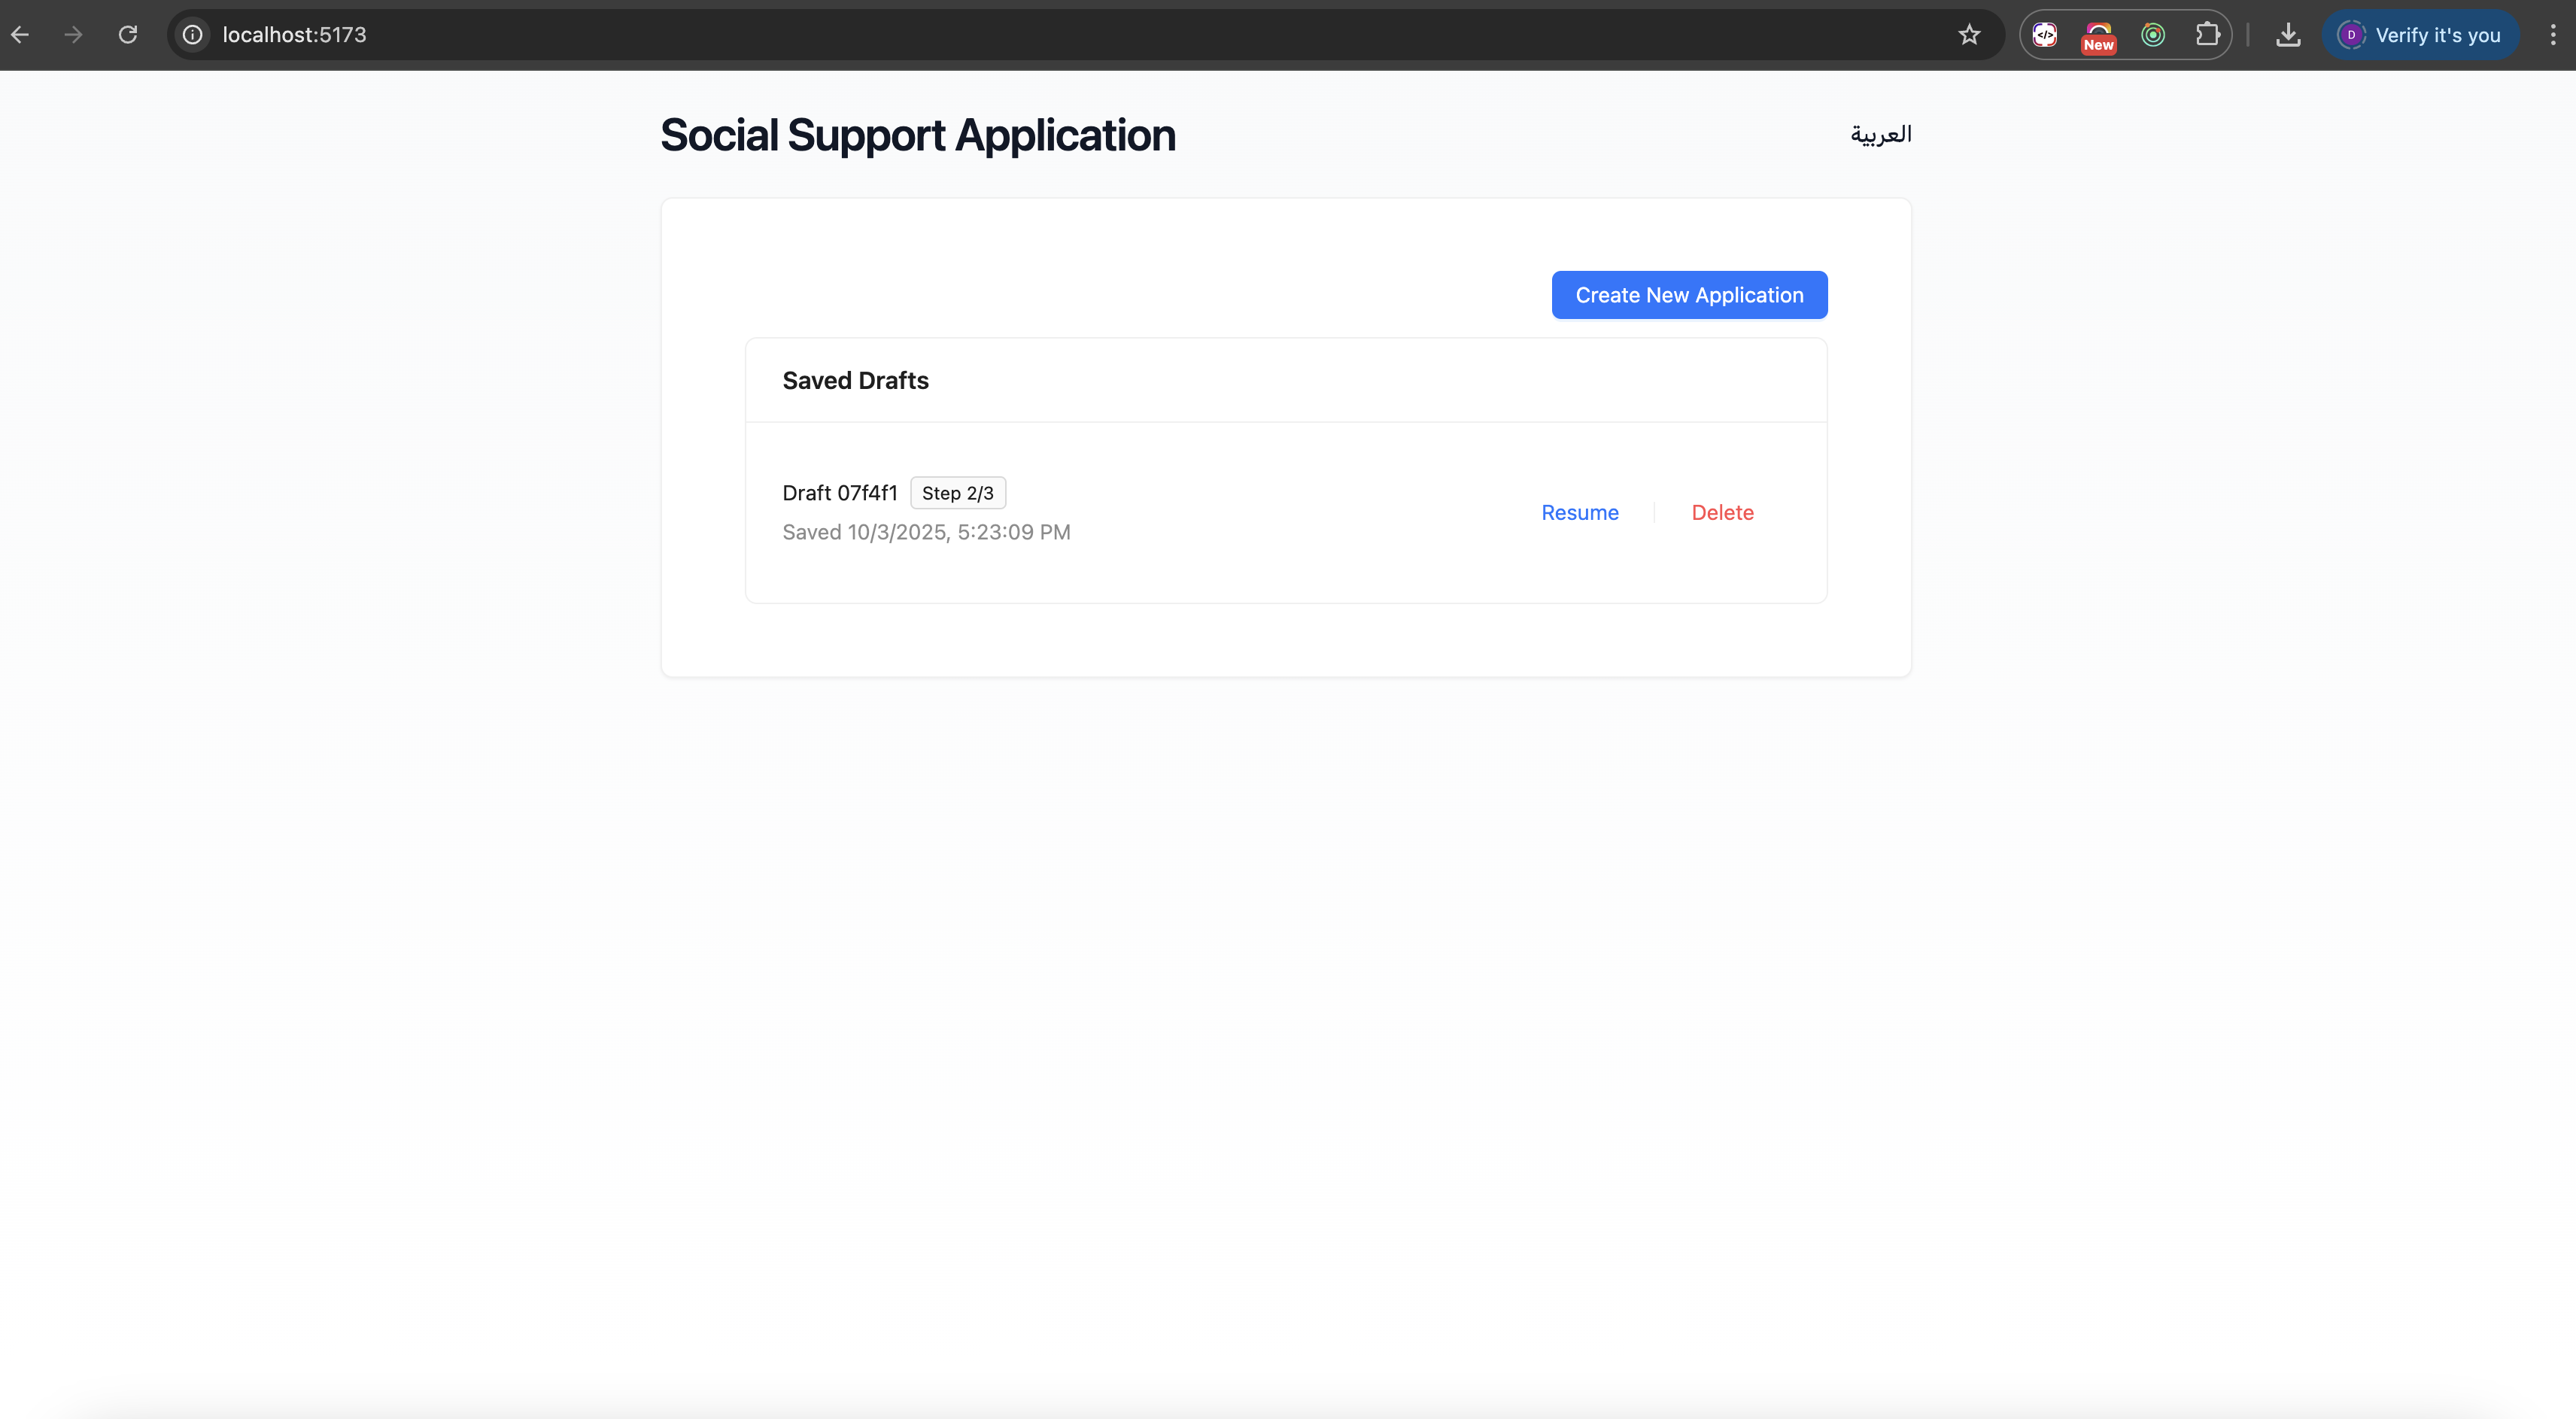 localhost:5173
New
D
Verify it's you
Social Support Application
العربية
Create New Application
Saved Drafts
Draft 07f4f1 Step 2/3
Saved 10/3/2025, 5:23:09 PM
Resume
Delete